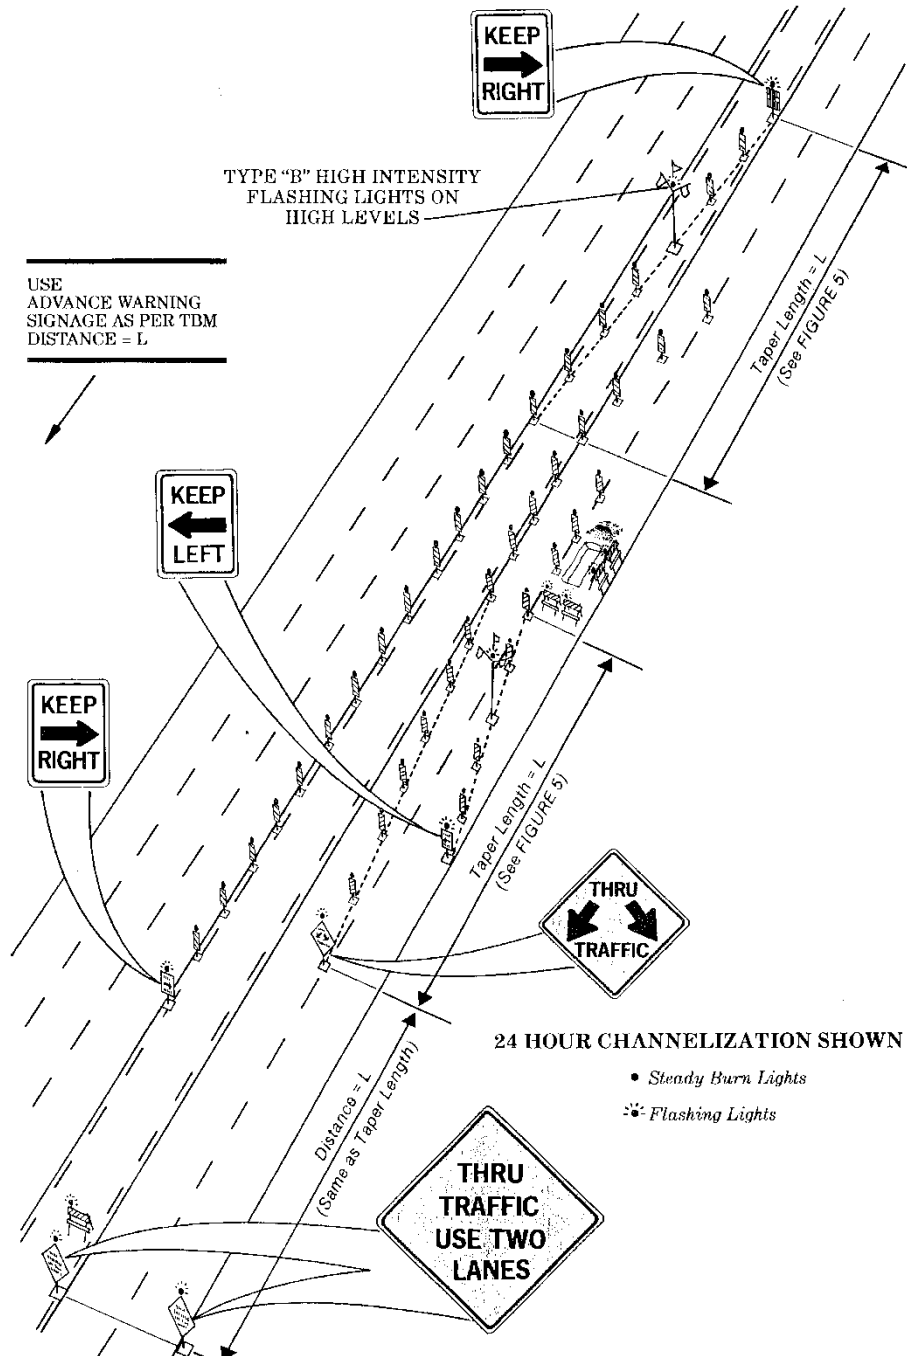 KEEP
RIGHT
TYPE "B" HIGH INTENSITY
FLASHING LIGHTS ON
HIGH LEVELS
USE
ADVANCE WARNING
SIGNAGE AS PER TBM
DISTANCE = L
Taper Length = L
(See FIGURE 5)
KEEP
LEFT
KEEP
RIGHT
Taper Length = L
(See FIGURE 5)
THRU
TRAFFIC
24 HOUR CHANNELIZATION SHOWN
Steady Burn Lights
Flashing Lights
Distance = L
(Same as Taper Length)
THRU
TRAFFIC
USE TWO
LANES